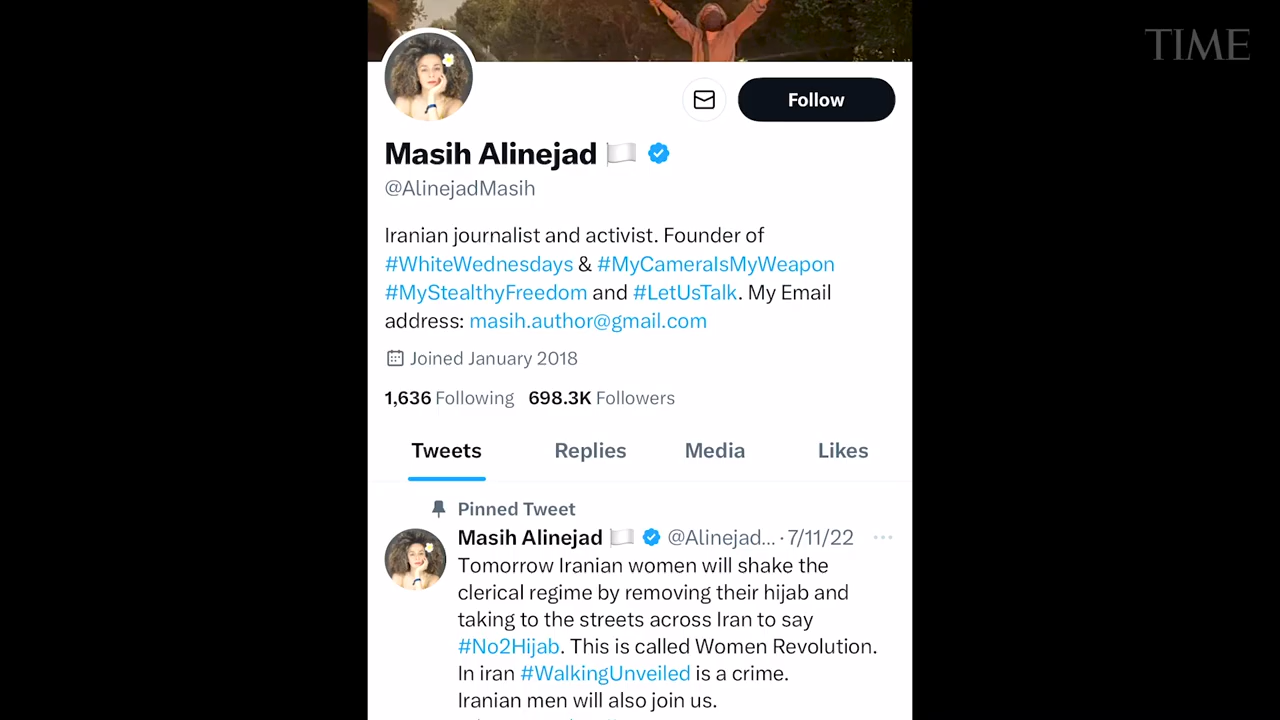 TIME
Follow
Masih Alinejad
@AlinejadMasih
Iranian journalist and activist. Founder of
#WhiteWednesdays & #MyCameraIsMyWeapon
#MyStealthyFreedom and #LetUsTalk. My Email
address: masih.author@gmail.com
Joined January 2018
1,636 Following 698.3K Followers
Tweets Replies Media Likes
Pinned Tweet
Masih Alinejad @Alinejad... · 7/11/22 ...
Tomorrow Iranian women will shake the
clerical regime by removing their hijab and
taking to the streets across Iran to say
#No2Hijab. This is called Women Revolution.
In iran #WalkingUnveiled is a crime.
Iranian men will also join us.